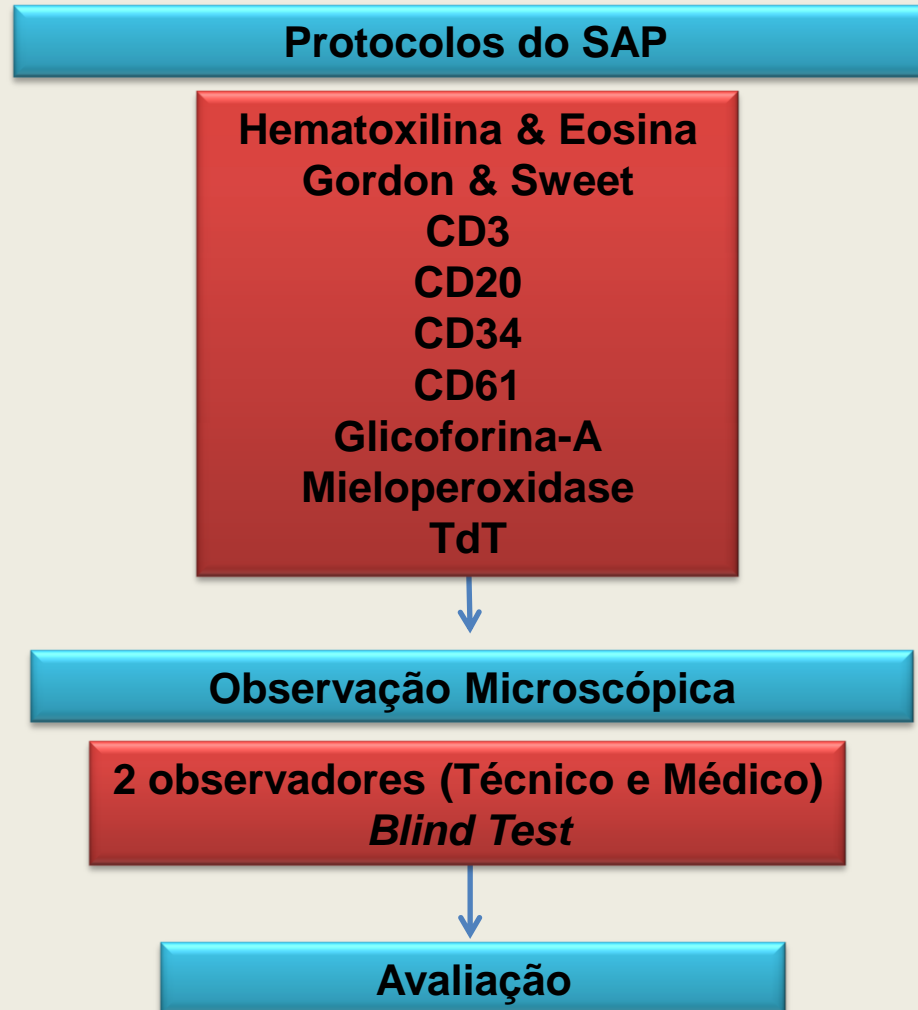 Protocolos do SAP
Hematoxilina & Eosina
Gordon & Sweet
CD3
CD20
CD34
CD61
Glicoforina-A
Mieloperoxidase
TdT
Observação Microscópica
2 observadores (Técnico e Médico)
Blind Test
Avaliação